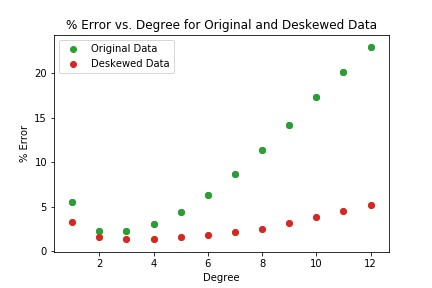 % Error vs. Degree for Original and Deskewed Data
Original Data
Deskewed Data
% Error
20
15
10
5
0
2 4 6 8 10 12
Degree